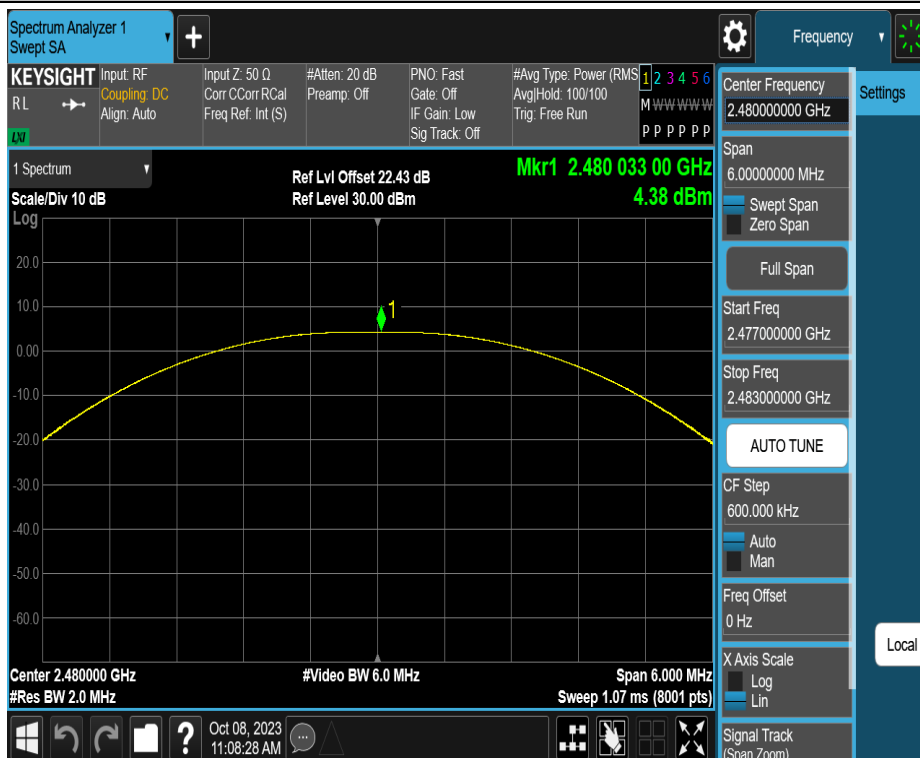 Spectrum Analyzer 1
Swept SA
+
Frequency
KEYSIGHT
RL
LXI
Input: RF
Coupling: DC
Align: Auto
Input Z: 50 Ω
Corr CCorr RCal
Freq Ref: Int (S)
#Atten: 20 dB
Preamp: Off
PNO: Fast
Gate: Off
IF Gain: Low
Sig Track: Off
#Avg Type: Power (RMS
Avg|Hold: 100/100
Trig: Free Run
1 2 3 4 5 6
M W W W W W
P P P P P P
1 Spectrum
Scale/Div 10 dB
Log
Ref Lvl Offset 22.43 dB
Ref Level 30.00 dBm
Mkr1 2.480 033 00 GHz
4.38 dBm
20.0
10.0
0.00
-10.0
-20.0
-30.0
-40.0
-50.0
-60.0
1
Center 2.480000 GHz
#Res BW 2.0 MHz
#Video BW 6.0 MHz
Span 6.000 MHz
Sweep 1.07 ms (8001 pts)
?
Oct 08, 2023
11:08:28 AM
Center Frequency
2.480000000 GHz
Settings
Span
6.00000000 MHz
Swept Span
Zero Span
Full Span
Start Freq
2.477000000 GHz
Stop Freq
2.483000000 GHz
AUTO TUNE
CF Step
600.000 kHz
Auto
Man
Freq Offset
0 Hz
Local
X Axis Scale
Log
Lin
Signal Track
(Span Zoom)